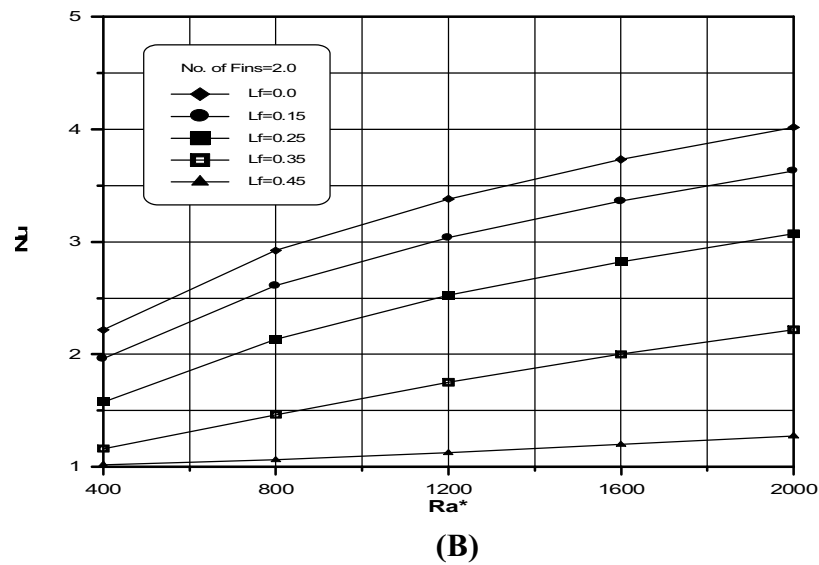 5
No. of Fins=2.0
Lf=0.0
Lf=0.15
Lf=0.25
Lf=0.35
Lf=0.45
4
3
2
1
Nu
400 800 1200 1600 2000
Ra*
(B)